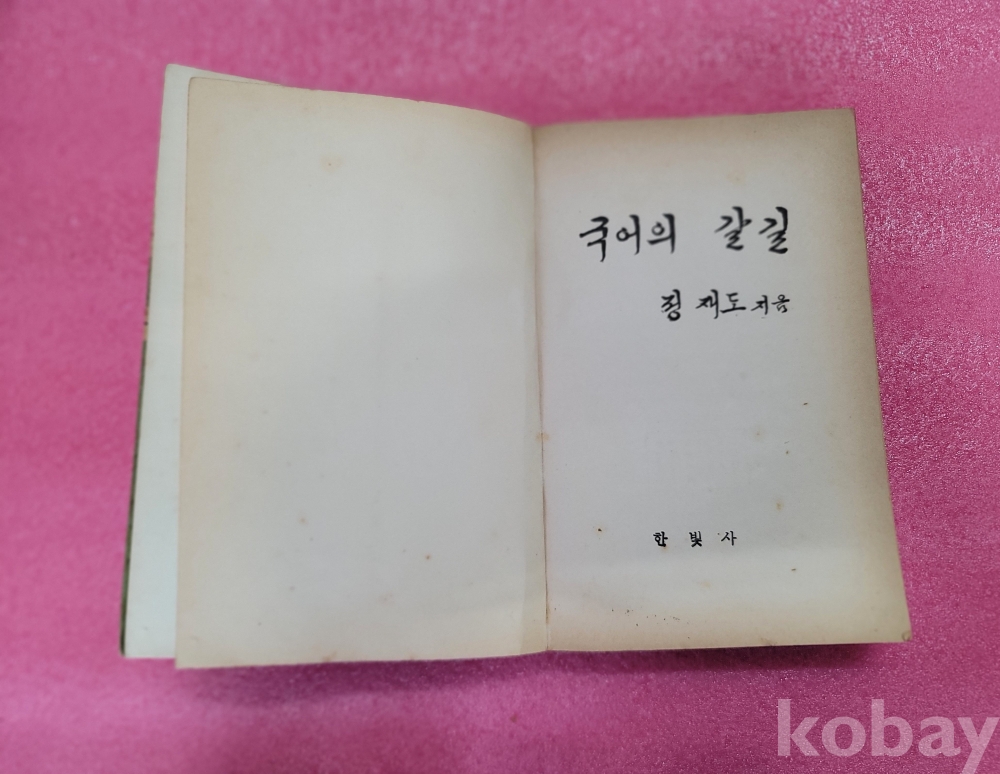 국어의 갈길
정재도 지음
한빛사
kobay